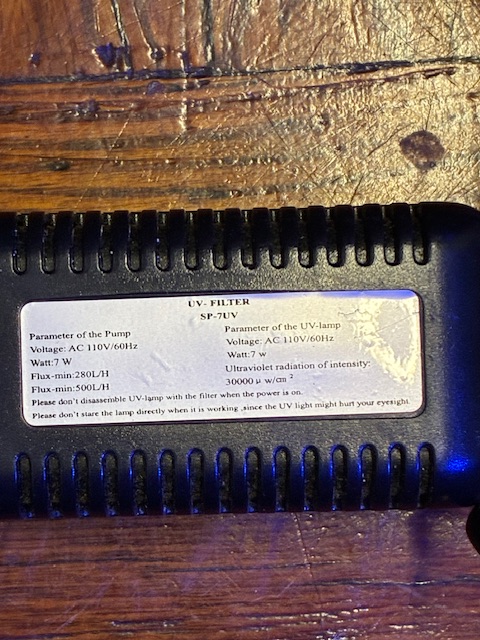 UV- FILTER
SP-7UV
Parameter of the Pump
Voltage: AC 110V/60Hz
Watt:7 W
Flux-min:280L/H
Flux-min:500L/H
Parameter of the UV-lamp
Voltage: AC 110V/60Hz
Watt:7 w
Ultraviolet radiation of intensity:
30000 μ w/cm ²
Please don't disassemble UV-lamp with the filter when the power is on.
Please don't stare the lamp directly when it is working ,since the UV light might hurt your eyesight